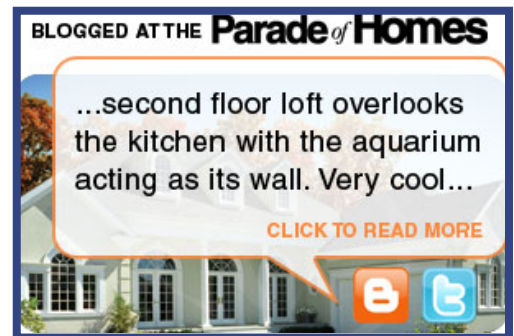 BLOGGED AT THE Parade of Homes
...second floor loft overlooks
the kitchen with the aquarium
acting as its wall. Very cool...
CLICK TO READ MORE